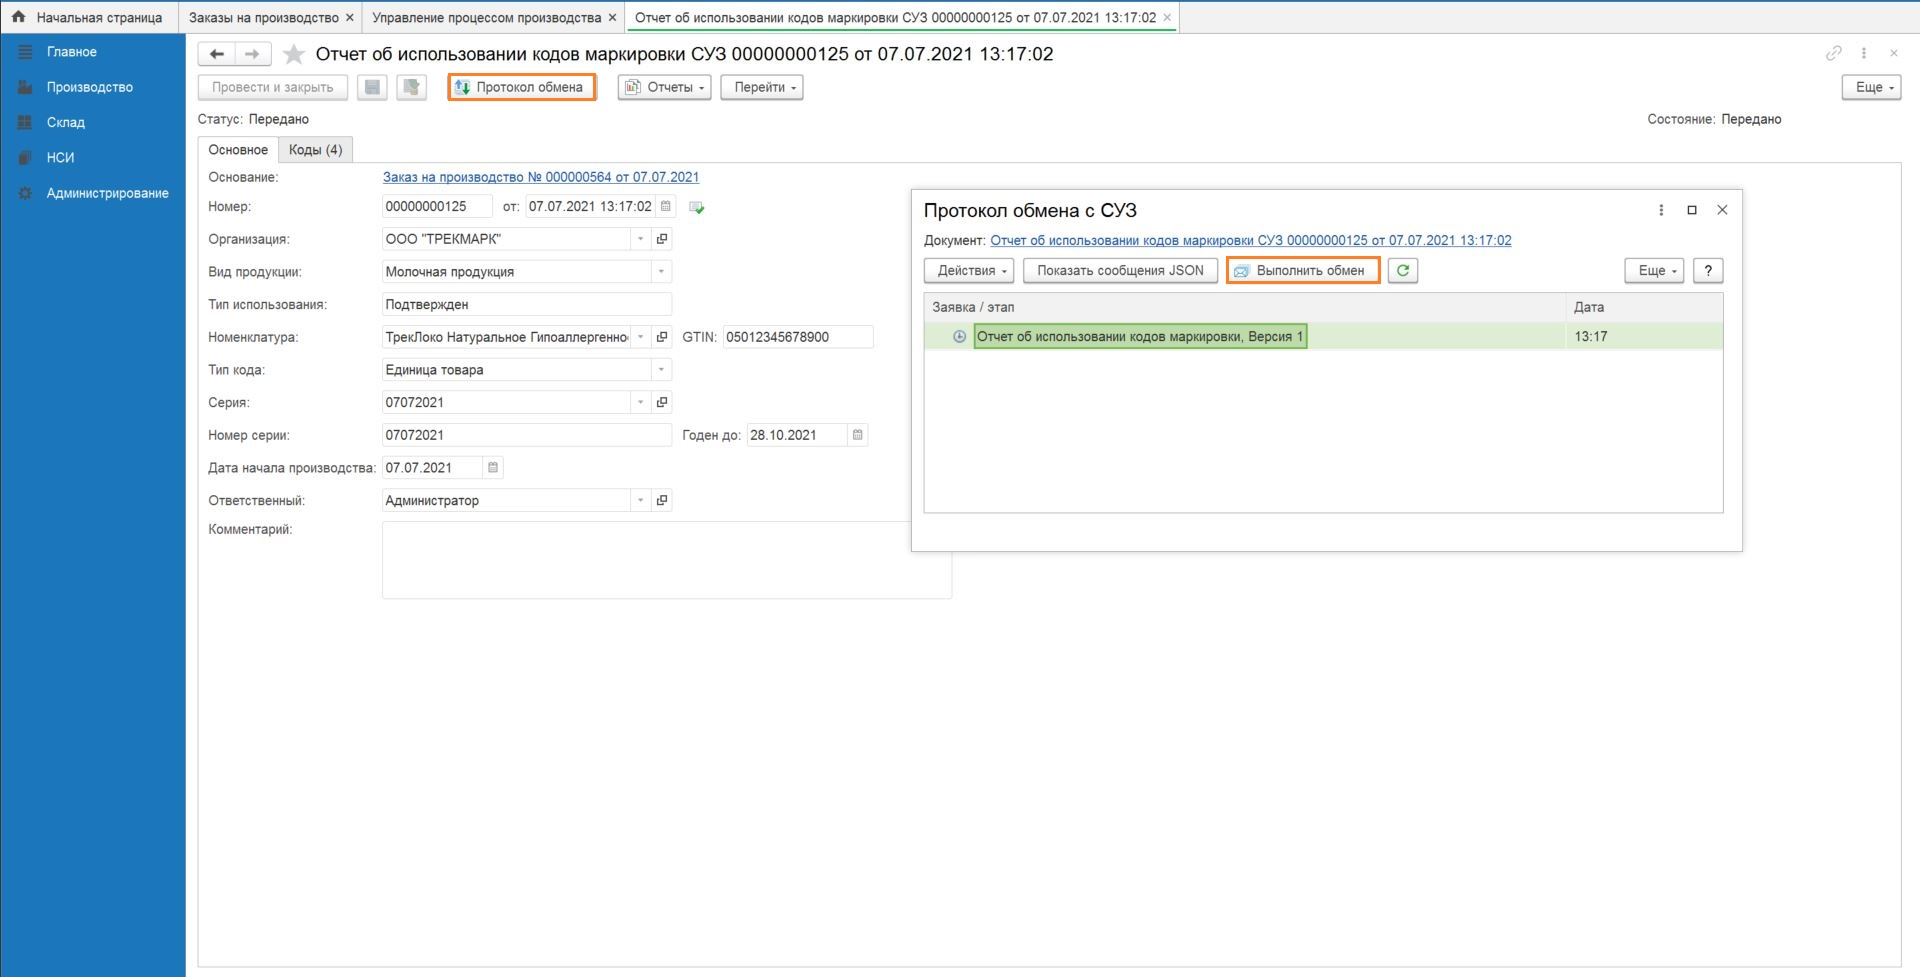 Начальная страница
Заказы на производство ×
Управление процессом производства ×
Отчет об использовании кодов маркировки СУЗ 00000000125 от 07.07.2021 13:17:02 ×
Главное
Производство
Склад
НСИ
Администрирование
Отчет об использовании кодов маркировки СУЗ 00000000125 от 07.07.2021 13:17:02
Провести и закрыть
Протокол обмена
Отчеты
Перейти
Еще
Статус: Передано
Состояние: Передано
Основное
Коды (4)
Основание: Заказ на производство № 000000564 от 07.07.2021
Номер: 00000000125 от: 07.07.2021 13:17:02
Организация: ООО "ТРЕКМАРК"
Вид продукции: Молочная продукция
Тип использования: Подтвержден
Номенклатура: ТрекЛоко Натуральное Гипоаллергенно GTIN: 05012345678900
Тип кода: Единица товара
Серия: 07072021
Номер серии: 07072021 Годен до: 28.10.2021
Дата начала производства: 07.07.2021
Ответственный: Администратор
Комментарий:
Протокол обмена с СУЗ
Документ: Отчет об использовании кодов маркировки СУЗ 00000000125 от 07.07.2021 13:17:02
Действия
Показать сообщения JSON
Выполнить обмен
Еще
?
Заявка / этап
Дата
Отчет об использовании кодов маркировки, Версия 1
13:17